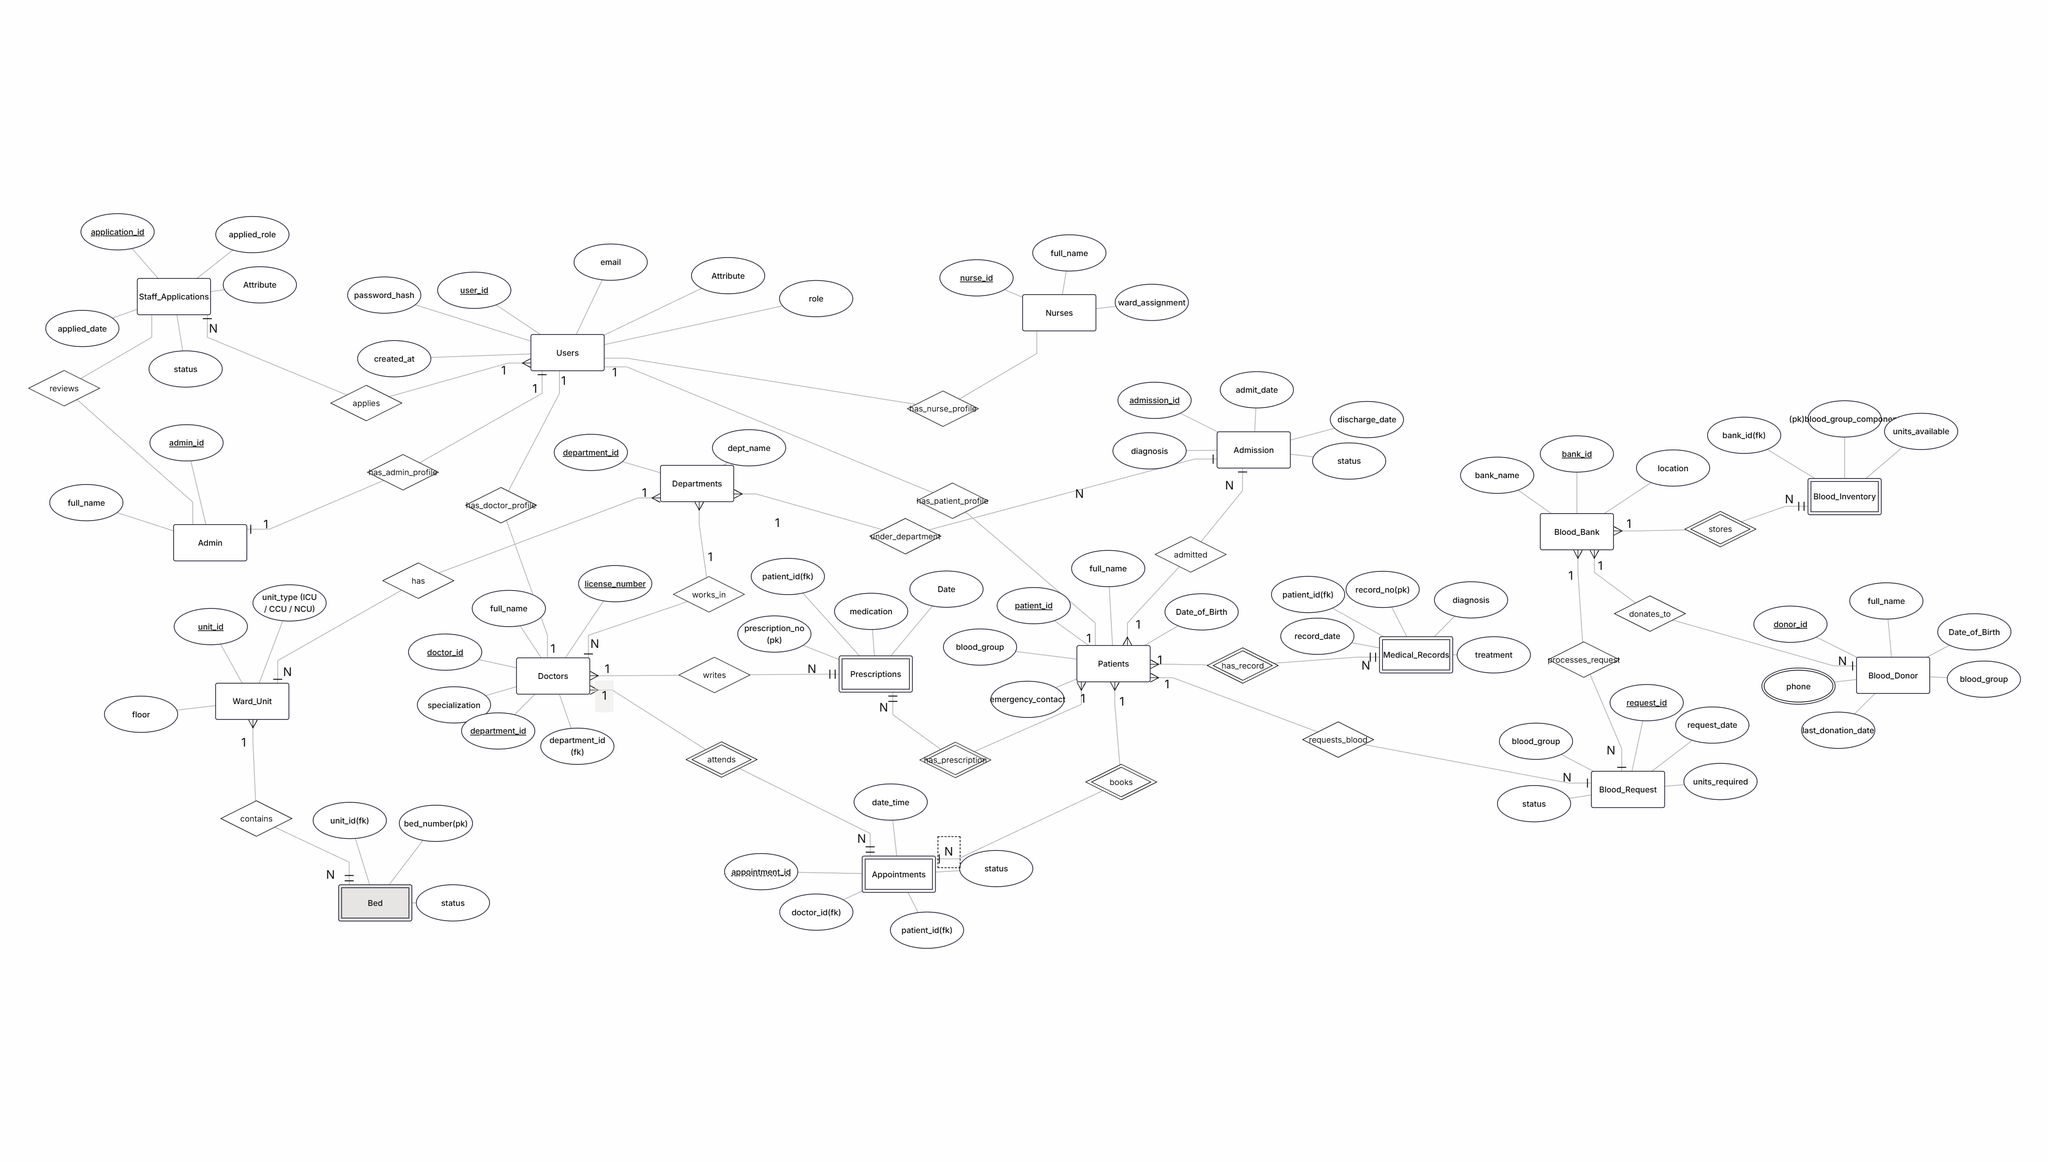 application_id
applied_role
Attribute
Staff_Applications
applied_date
status
N
reviews
applies
admin_id
full_name
Admin
1
has_admin_profile
password_hash
user_id
email
Attribute
role
created_at
Users
1
1
1
1
nurse_id
full_name
ward_assignment
Nurses
has_nurse_profile
has_doctor_profile
has_patient_profile
department_id
dept_name
Departments
1
1
1
under_department
N
has
works_in
N
unit_id
unit_type (ICU
/ CCU / NCU)
N
Ward_Unit
floor
1
contains
unit_id(fk)
bed_number(pk)
N
Bed
status
full_name
license_number
doctor_id
1
Doctors
1
1
specialization
department_id
department_id
(fk)
writes
N
patient_id(fk)
medication
Date
prescription_no
(pk)
Prescriptions
N
has_prescription
attends
N
date_time
appointment_id
Appointments
N
status
doctor_id(fk)
patient_id(fk)
books
admission_id
admit_date
discharge_date
diagnosis
Admission
status
N
admitted
1
full_name
patient_id
Date_of_Birth
blood_group
1
Patients
1
1
1
1
emergency_contact
has_record
N
patient_id(fk)
record_no(pk)
diagnosis
record_date
Medical_Records
treatment
requests_blood
N
bank_name
bank_id
location
Blood_Bank
1
1
1
stores
N
bank_id(fk)
(pk)blood_group_componen
units_available
Blood_Inventory
donates_to
N
donor_id
full_name
Date_of_Birth
phone
Blood_Donor
blood_group
last_donation_date
processes_request
N
request_id
request_date
blood_group
units_required
status
Blood_Request